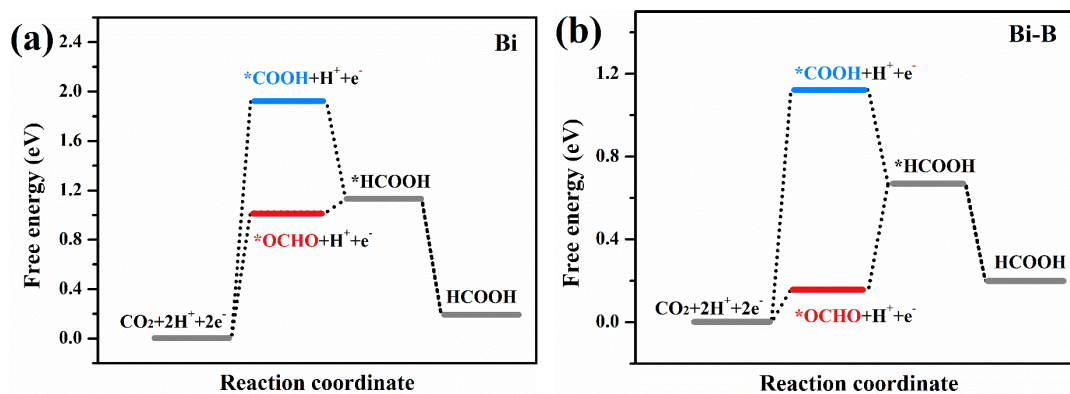 (a)
Bi
Free energy (eV)
2.4
2.0
1.6
1.2
0.8
0.4
0.0
*COOH+H⁺+e⁻
*HCOOH
*OCHO+H⁺+e⁻
HCOOH
CO₂+2H⁺+2e⁻
Reaction coordinate
(b)
Bi-B
Free energy (eV)
1.2
0.8
0.4
0.0
*COOH+H⁺+e⁻
*HCOOH
HCOOH
CO₂+2H⁺+2e⁻
*OCHO+H⁺+e⁻
Reaction coordinate